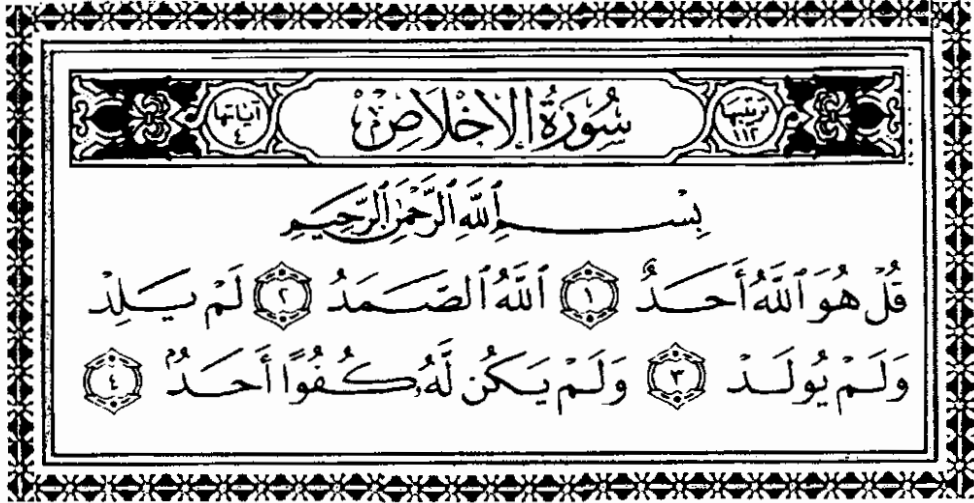 ترتيبها ١١٢ سُورَةُ الإِخْلَاصِ آياتها ٤
بِسْمِ ٱللَّهِ ٱلرَّحْمَٰنِ ٱلرَّحِيمِ
قُلْ هُوَ ٱللَّهُ أَحَدٌ ١ ٱللَّهُ ٱلصَّمَدُ ٢ لَمْ يَلِدْ
وَلَمْ يُولَدْ ٣ وَلَمْ يَكُن لَّهُۥ كُفُوًا أَحَدٌۢ ٤